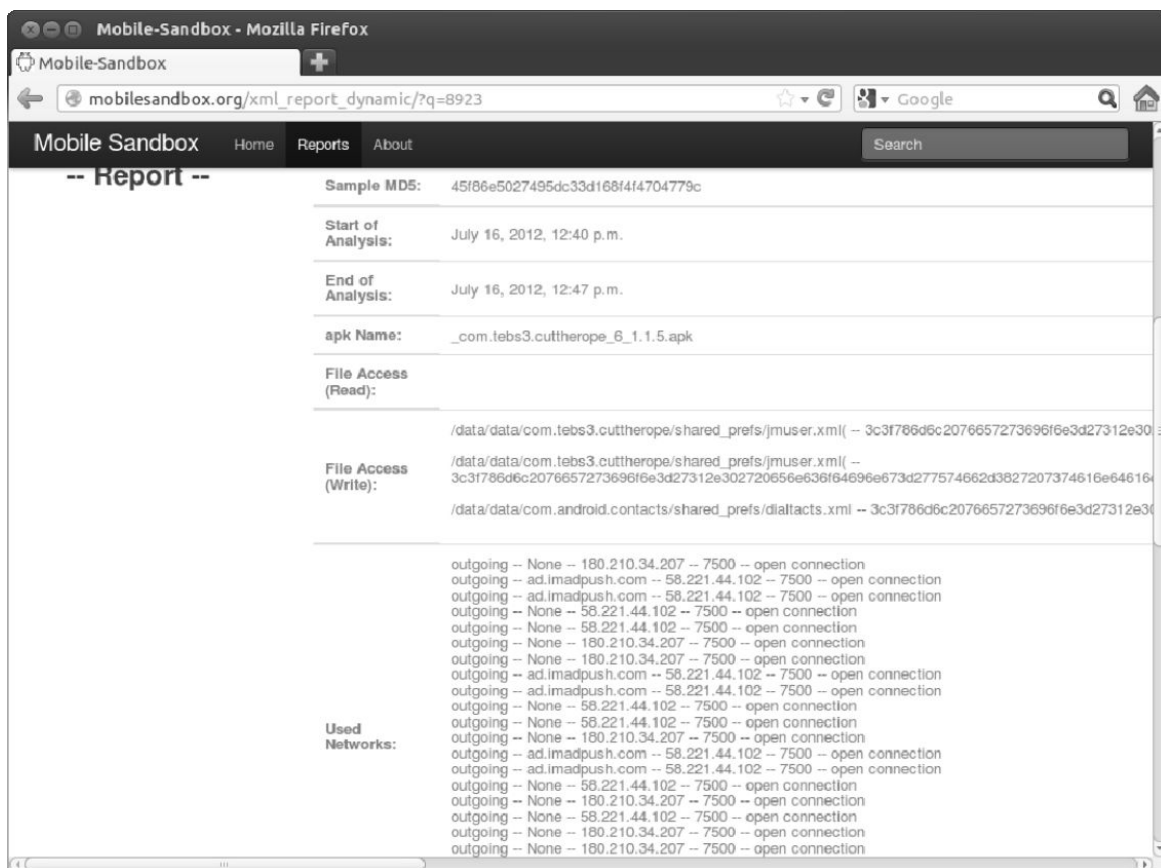 Mobile-Sandbox - Mozilla Firefox
Mobile-Sandbox
mobilesandbox.org/xml_report_dynamic/?q=8923
Google
Mobile Sandbox Home Reports About Search
-- Report --
Sample MD5: 45f86e5027495dc33d168f4f4704779c
Start of
Analysis:
July 16, 2012, 12:40 p.m.
End of
Analysis:
July 16, 2012, 12:47 p.m.
apk Name: _com.tebs3.cuttherope_6_1.1.5.apk
File Access
(Read):
File Access
(Write):
/data/data/com.tebs3.cuttherope/shared_prefs/jmuser.xml( -- 3c3f786d6c2076657273696f6e3d27312e30
/data/data/com.tebs3.cuttherope/shared_prefs/jmuser.xml( --
3c3f786d6c2076657273696f6e3d27312e302720656e636f64696e673d277574662d3827207374616e64616
/data/data/com.android.contacts/shared_prefs/dialtacts.xml -- 3c3f786d6c2076657273696f6e3d27312e30
Used
Networks:
outgoing -- None -- 180.210.34.207 -- 7500 -- open connection
outgoing -- ad.imadpush.com -- 58.221.44.102 -- 7500 -- open connection
outgoing -- ad.imadpush.com -- 58.221.44.102 -- 7500 -- open connection
outgoing -- None -- 58.221.44.102 -- 7500 -- open connection
outgoing -- None -- 58.221.44.102 -- 7500 -- open connection
outgoing -- None -- 180.210.34.207 -- 7500 -- open connection
outgoing -- None -- 180.210.34.207 -- 7500 -- open connection
outgoing -- ad.imadpush.com -- 58.221.44.102 -- 7500 -- open connection
outgoing -- ad.imadpush.com -- 58.221.44.102 -- 7500 -- open connection
outgoing -- None -- 58.221.44.102 -- 7500 -- open connection
outgoing -- None -- 58.221.44.102 -- 7500 -- open connection
outgoing -- None -- 180.210.34.207 -- 7500 -- open connection
outgoing -- ad.imadpush.com -- 58.221.44.102 -- 7500 -- open connection
outgoing -- ad.imadpush.com -- 58.221.44.102 -- 7500 -- open connection
outgoing -- None -- 58.221.44.102 -- 7500 -- open connection
outgoing -- None -- 180.210.34.207 -- 7500 -- open connection
outgoing -- None -- 58.221.44.102 -- 7500 -- open connection
outgoing -- None -- 180.210.34.207 -- 7500 -- open connection
outgoing -- None -- 180.210.34.207 -- 7500 -- open connection